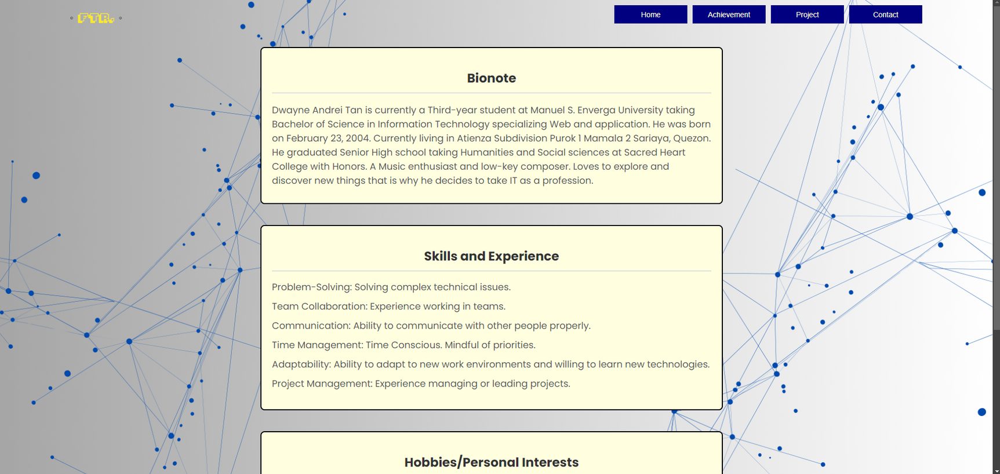 FTR.
Home
Achievement
Project
Contact
Bionote
Dwayne Andrei Tan is currently a Third-year student at Manuel S. Enverga University taking
Bachelor of Science in Information Technology specializing Web and application. He was born
on February 23, 2004. Currently living in Atienza Subdivision Purok 1 Mamala 2 Sariaya, Quezon.
He graduated Senior High school taking Humanities and Social sciences at Sacred Heart
College with Honors. A Music enthusiast and low-key composer. Loves to explore and
discover new things that is why he decides to take IT as a profession.
Skills and Experience
Problem-Solving: Solving complex technical issues.
Team Collaboration: Experience working in teams.
Communication: Ability to communicate with other people properly.
Time Management: Time Conscious. Mindful of priorities.
Adaptability: Ability to adapt to new work environments and willing to learn new technologies.
Project Management: Experience managing or leading projects.
Hobbies/Personal Interests